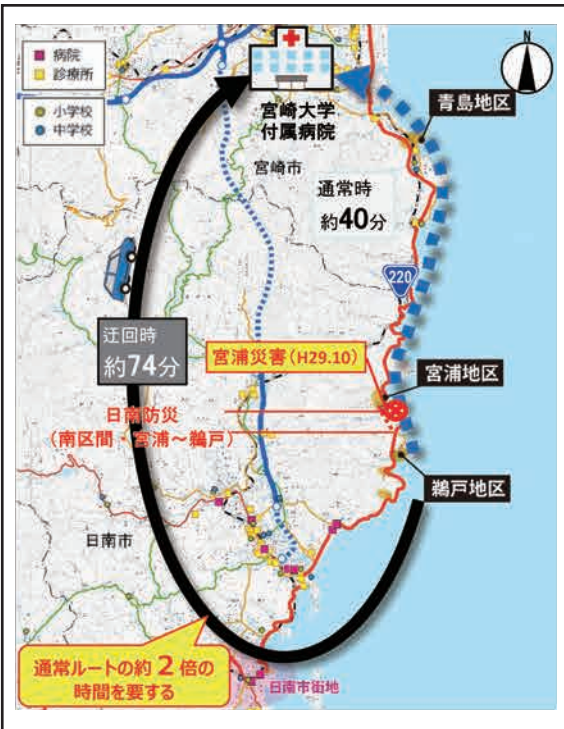 病院
診療所
小学校
中学校
N
宮崎大学
付属病院
青島地区
宮崎市
通常時
約40分
220
迂回時
約74分
宮浦災害(H29.10)
宮浦地区
日南防災
(南区間・宮浦~鵜戸)
鵜戸地区
日南市
通常ルートの約2倍の
時間を要する
日南市街地